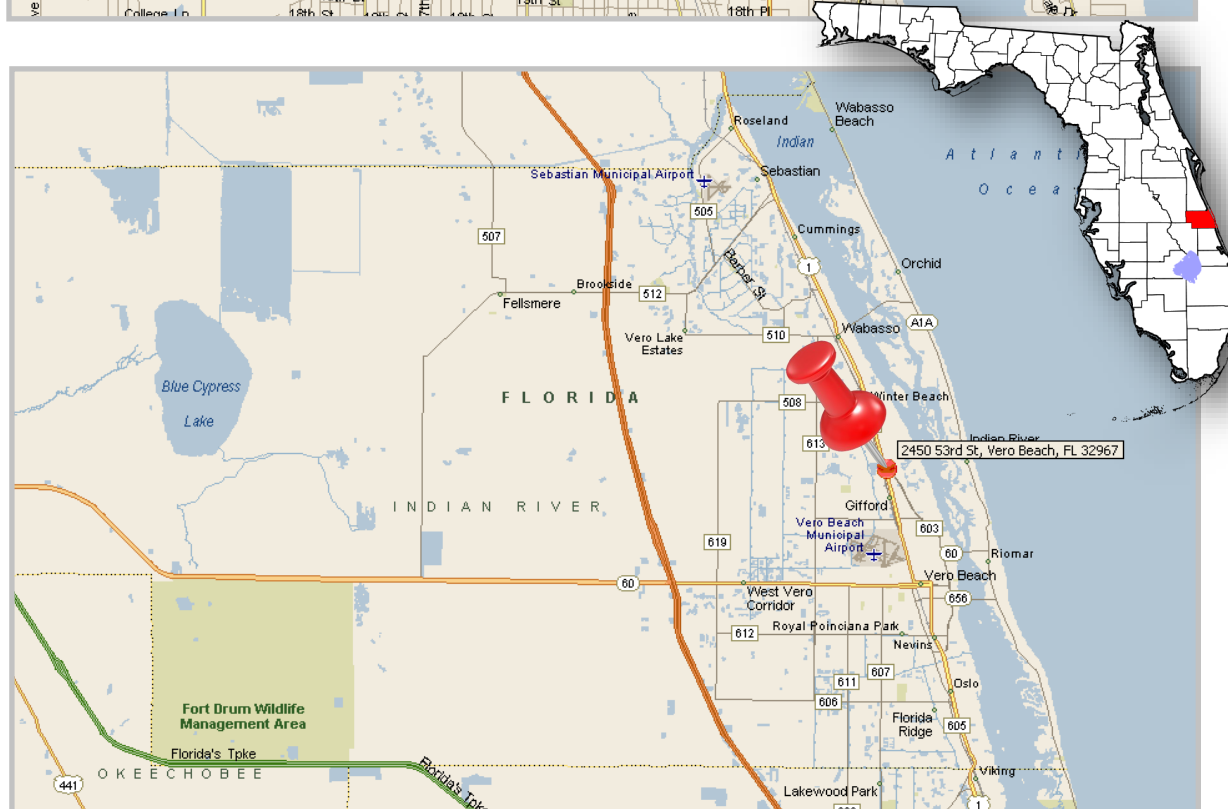 College Ln
18th St
18th Pl
Wabasso
Beach
Roseland
Indian
Atlanti
Ocea
Sebastian Municipal Airport
Sebastian
505
507
Cummings
Barber St
1
Orchid
Brookside
512
Fellsmere
A1A
Vero Lake
Estates
510
Wabasso
Blue Cypress
Lake
FLORIDA
508
Winter Beach
613
Indian River
2450 53rd St, Vero Beach, FL 32967
INDIAN RIVER
Gifford
Vero Beach
Municipal
Airport
603
619
60
Riomar
60
Vero Beach
West Vero
Corridor
656
612
Royal Poinciana Park
Nevins
607
611
Oslo
606
Fort Drum Wildlife
Management Area
Florida
Ridge
605
Florida's Tpke
OKEECHOBEE
Florida's Tpke
441
Viking
Lakewood Park
1